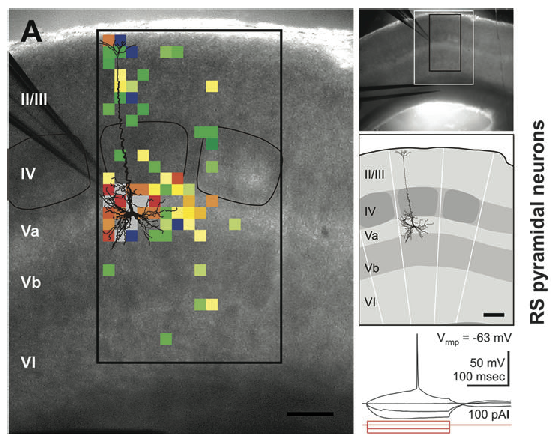 A
II/III
IV
Va
Vb
VI
II/III
IV
Va
Vb
VI
RS pyramidal neurons
Vrmp = -63 mV
50 mV
100 msec
100 pA